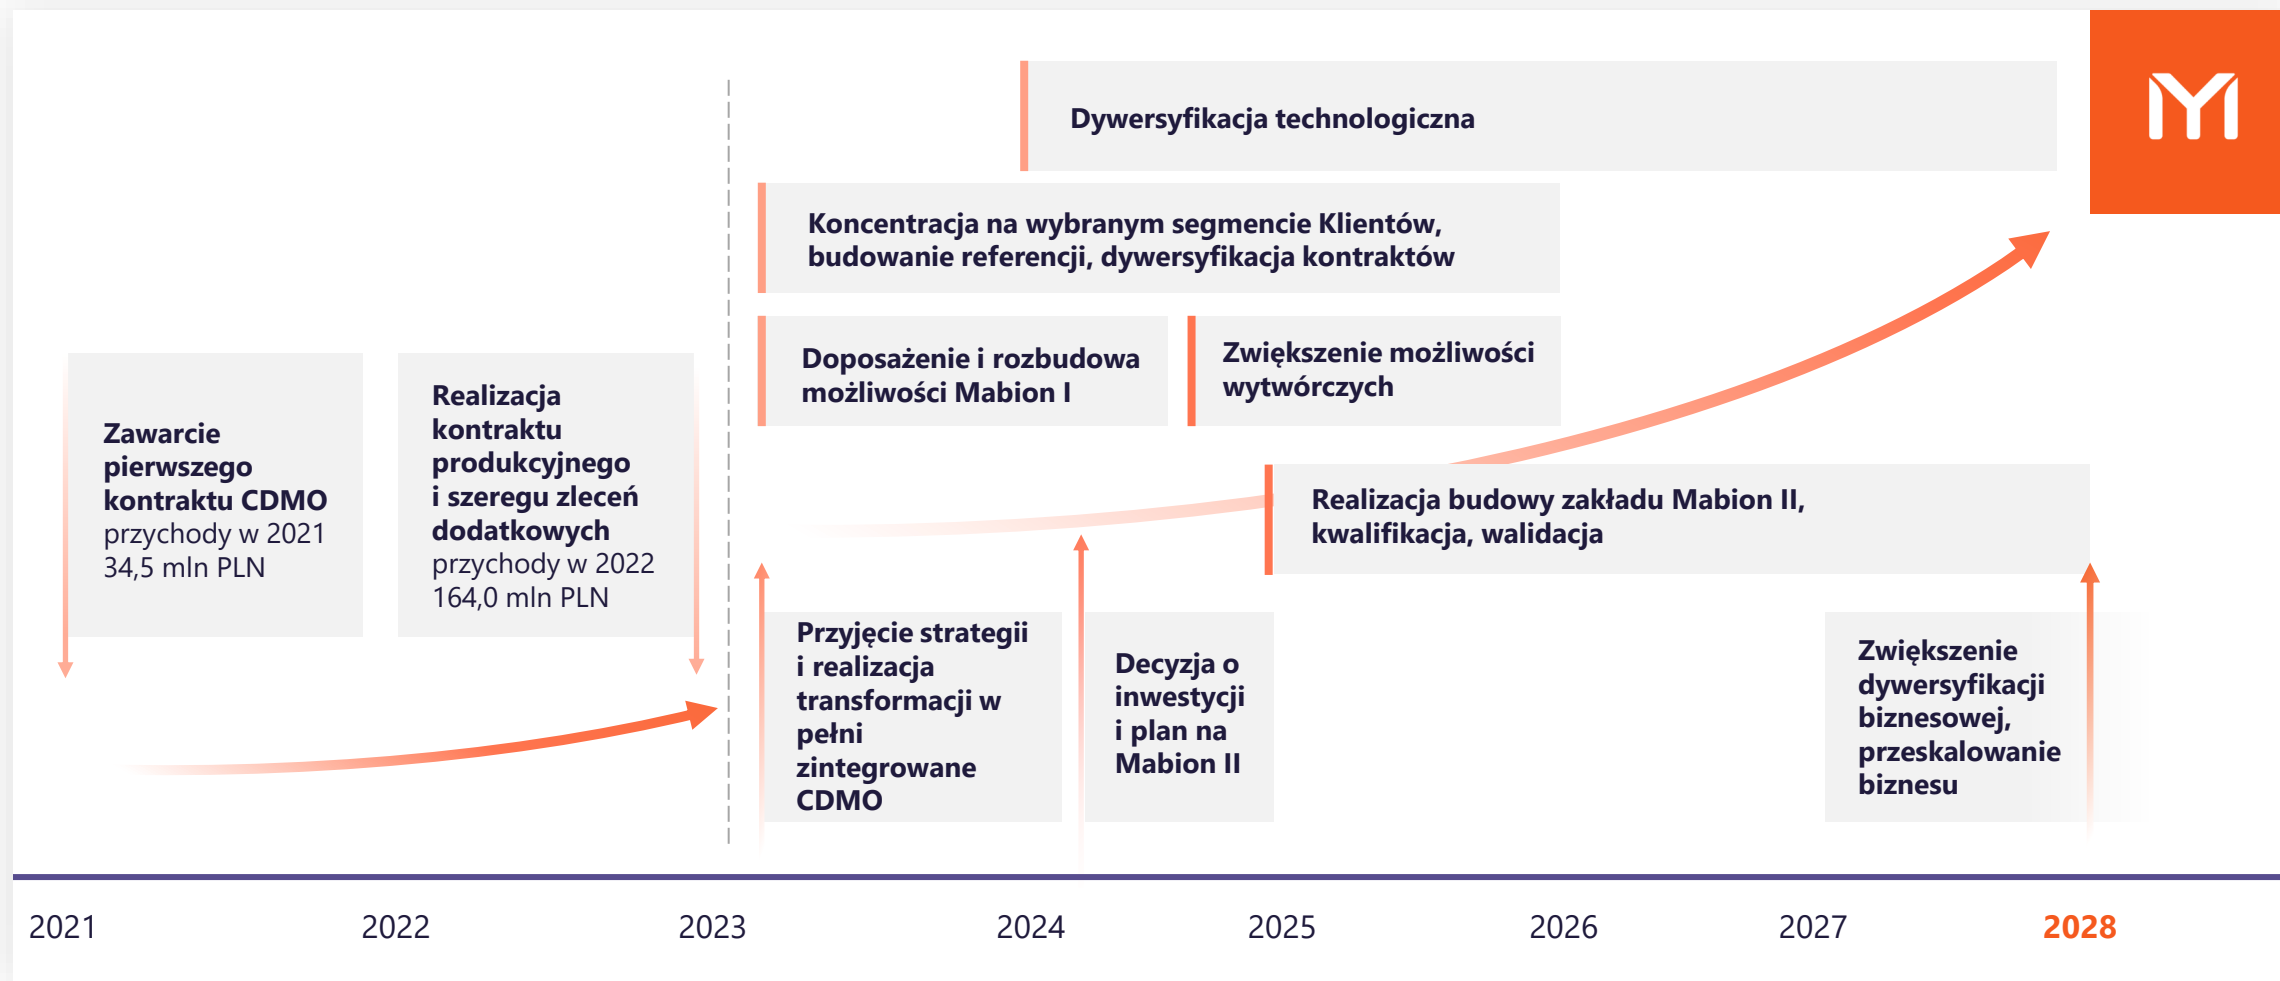 Dywersyfikacja technologiczna
Koncentracja na wybranym segmencie Klientów,
budowanie referencji, dywersyfikacja kontraktów
Doposażenie i rozbudowa
możliwości Mabion I
Zwiększenie możliwości
wytwórczych
Zawarcie
pierwszego
kontraktu CDMO
przychody w 2021
34,5 mln PLN
Realizacja
kontraktu
produkcyjnego
i szeregu zleceń
dodatkowych
przychody w 2022
164,0 mln PLN
Realizacja budowy zakładu Mabion II,
kwalifikacja, walidacja
Przyjęcie strategii
i realizacja
transformacji w
pełni
zintegrowane
CDMO
Decyzja o
inwestycji
i plan na
Mabion II
Zwiększenie
dywersyfikacji
biznesowej,
przeskalowanie
biznesu
2021
2022
2023
2024
2025
2026
2027
2028